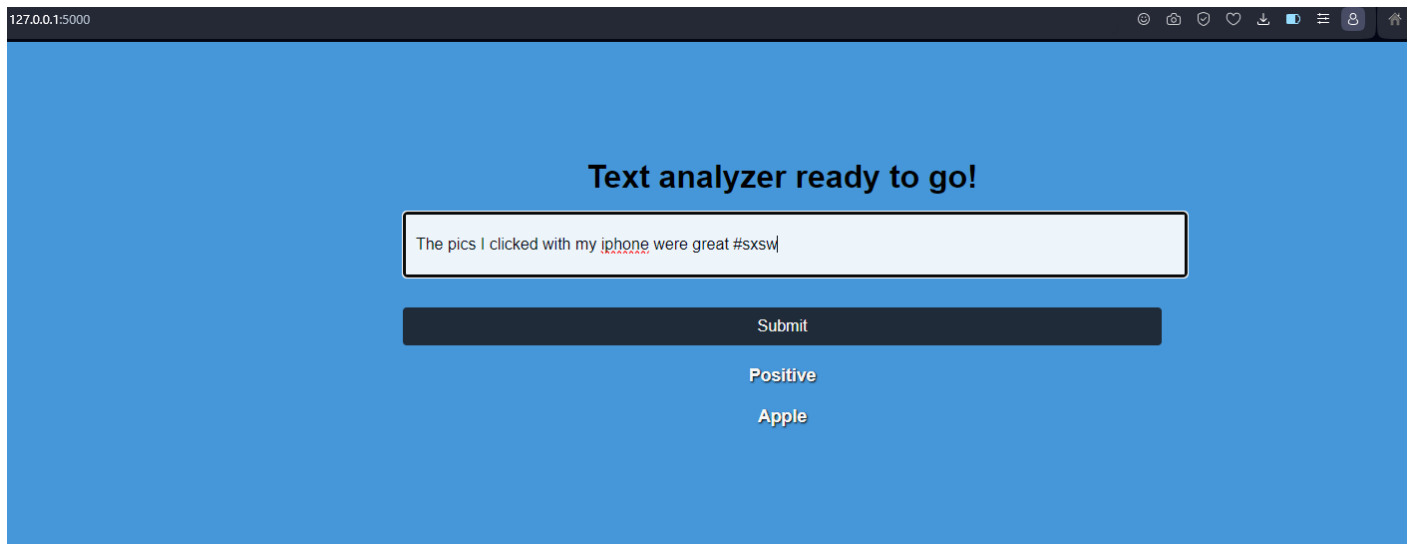 127.0.0.1:5000
Text analyzer ready to go!
The pics I clicked with my iphone were great #sxsw
Submit
Positive
Apple